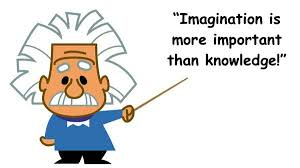 “Imagination is
more important
than knowledge!”